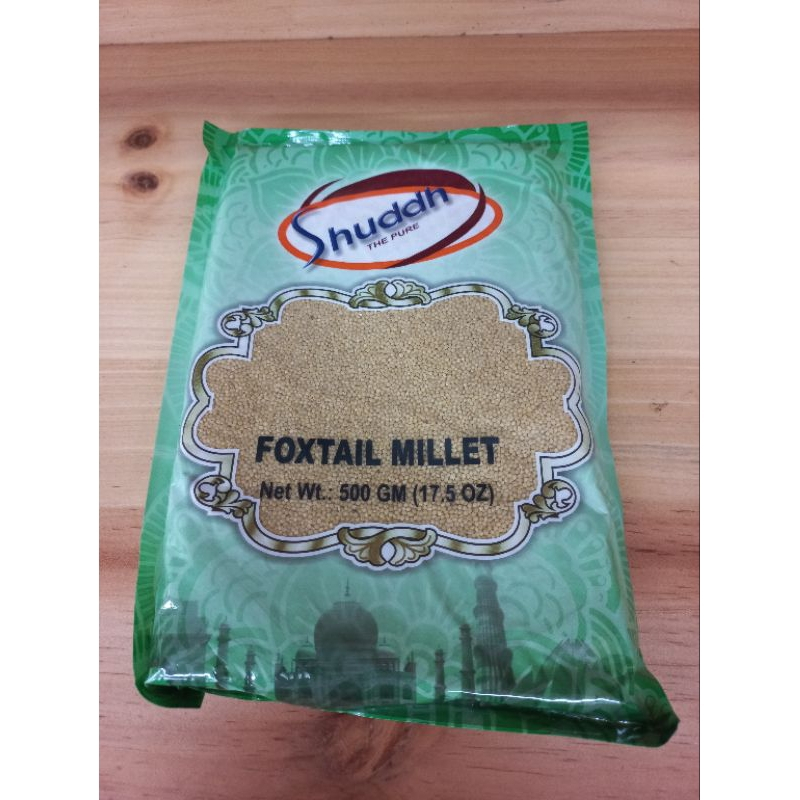 Shuddh
THE PURE
FOXTAIL MILLET
Net Wt.: 500 GM (17.5 OZ)